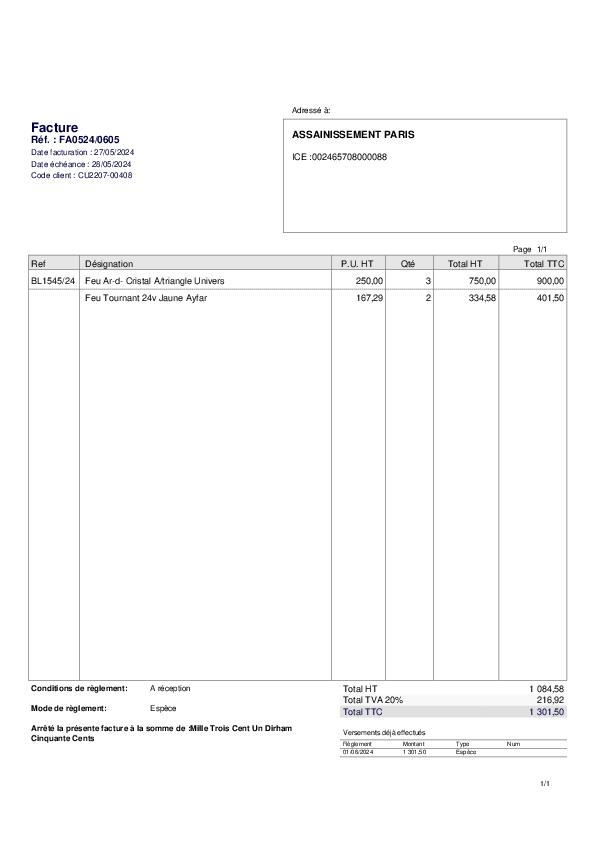 Adressé à:
Facture
Réf. : FA0524/0605
Date facturation : 27/05/2024
Date échéance : 28/05/2024
Code client : CU2207-00408
ASSAINISSEMENT PARIS
ICE :002465708000088
Page 1/1
Ref Désignation P.U. HT Qté Total HT Total TTC
BL1545/24 Feu Ar-d- Cristal A/triangle Univers 250,00 3 750,00 900,00
Feu Tournant 24v Jaune Ayfar 167,29 2 334,58 401,50
Conditions de règlement: A réception
Mode de règlement: Espèce
Arrêté la présente facture à la somme de :Mille Trois Cent Un Dirham
Cinquante Cents
Total HT 1 084,58
Total TVA 20% 216,92
Total TTC 1 301,50
Versements déjà effectués
Règlement Montant Type Num
01/06/2024 1 301,50 Espèce
1/1